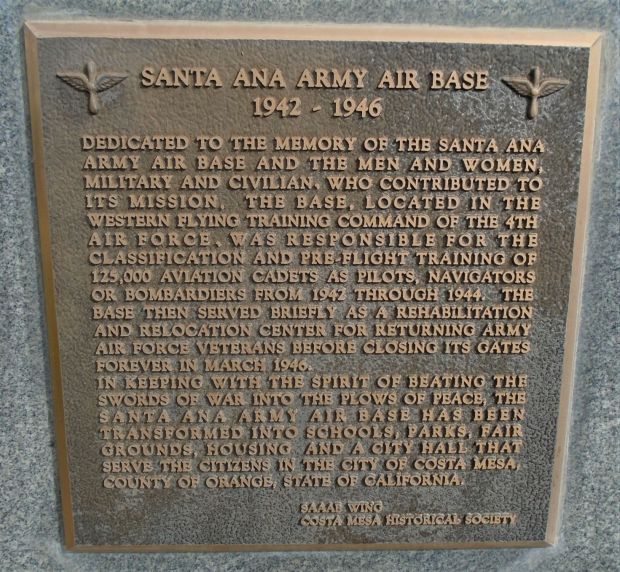 SANTA ANA ARMY AIR BASE
1942 - 1946
DEDICATED TO THE MEMORY OF THE SANTA ANA
ARMY AIR BASE AND THE MEN AND WOMEN,
MILITARY AND CIVILIAN, WHO CONTRIBUTED TO
ITS MISSION. THE BASE, LOCATED IN THE
WESTERN FLYING TRAINING COMMAND OF THE 4TH
AIR FORCE, WAS RESPONSIBLE FOR THE
CLASSIFICATION AND PRE-FLIGHT TRAINING OF
125,000 AVIATION CADETS AS PILOTS, NAVIGATORS
OR BOMBARDIERS FROM 1942 THROUGH 1944. THE
BASE THEN SERVED BRIEFLY AS A REHABILITATION
AND RELOCATION CENTER FOR RETURNING ARMY
AIR FORCE VETERANS BEFORE CLOSING ITS GATES
FOREVER IN MARCH 1946.
IN KEEPING WITH THE SPIRIT OF BEATING THE
SWORDS OF WAR INTO THE PLOWS OF PEACE, THE
SANTA ANA ARMY AIR BASE HAS BEEN
TRANSFORMED INTO SCHOOLS, PARKS, FAIR
GROUNDS, HOUSING, AND A CITY HALL THAT
SERVE THE CITIZENS IN THE CITY OF COSTA MESA,
COUNTY OF ORANGE, STATE OF CALIFORNIA.
SAAAB WING
COSTA MESA HISTORICAL SOCIETY